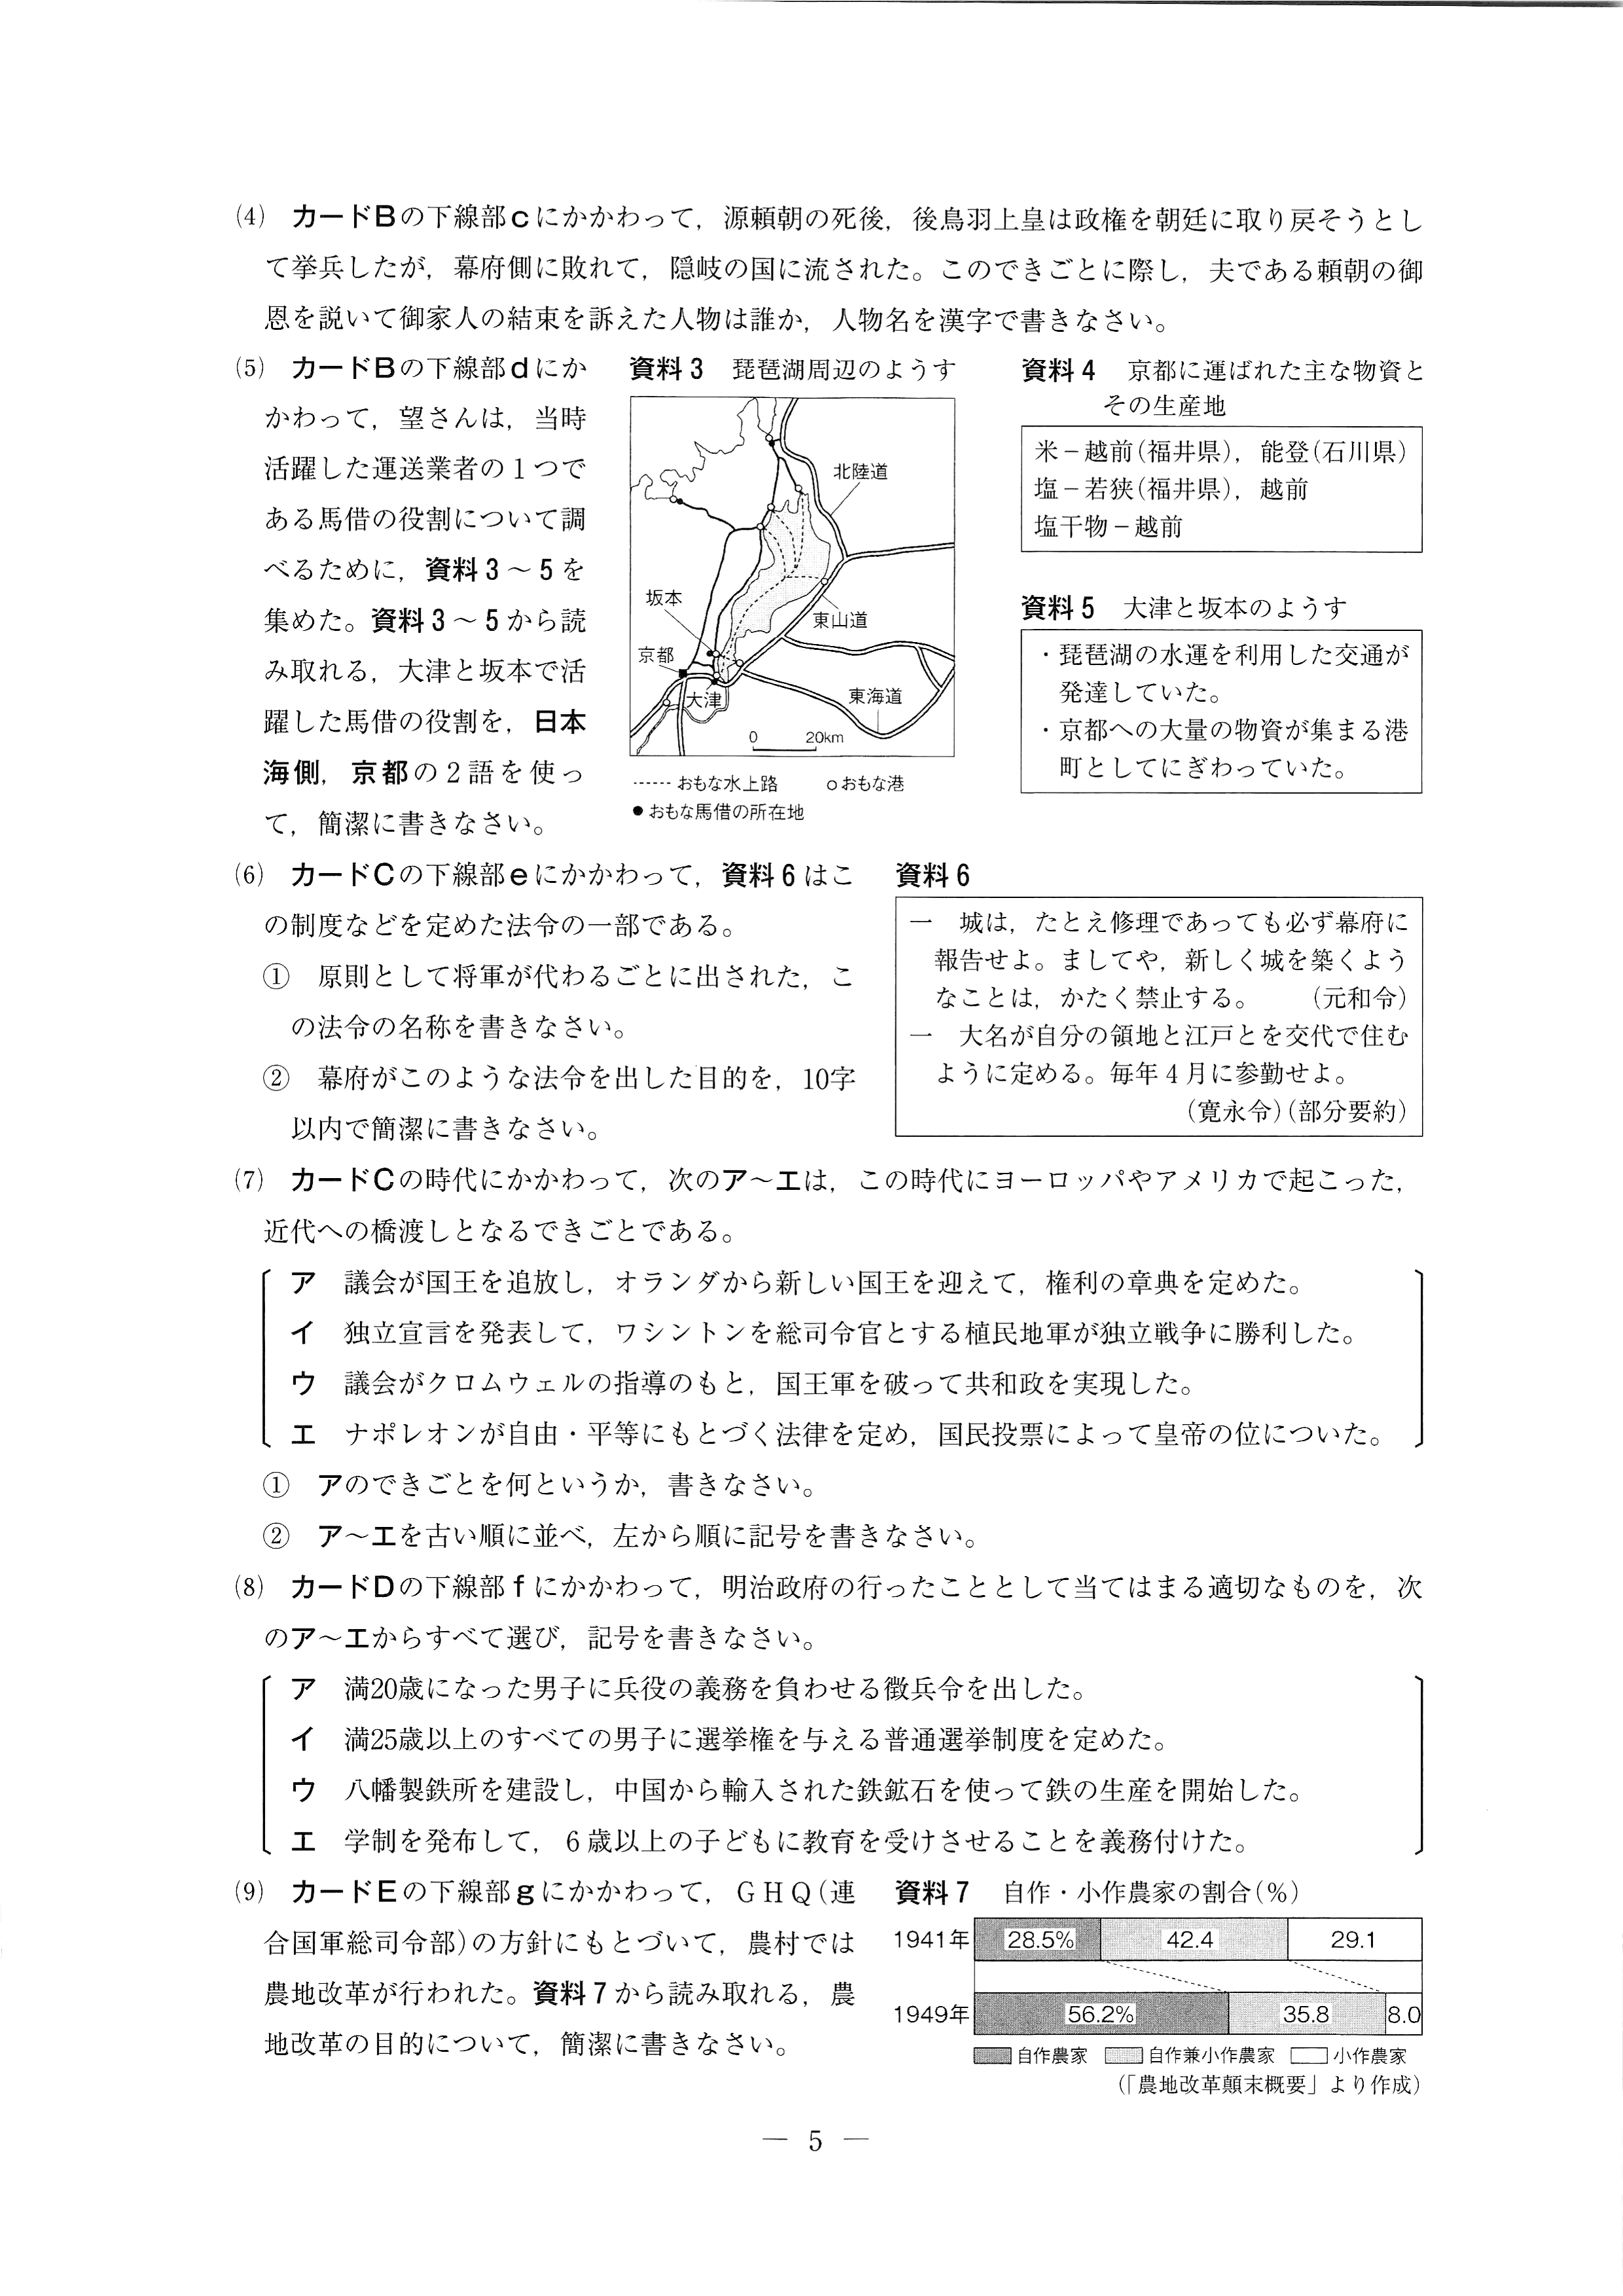 (4) カードBの下線部cにかかわって，源頼朝の死後，後鳥羽上皇は政権を朝廷に取り戻そうとし
て挙兵したが，幕府側に敗れて，隠岐の国に流された。このできごとに際し，夫である頼朝の御
恩を説いて御家人の結束を訴えた人物は誰か，人物名を漢字で書きなさい。
(5) カードBの下線部dにか
かわって，望さんは，当時
活躍した運送業者の1つで
ある馬借の役割について調
べるために，資料3～5を
集めた。資料3～5から読
み取れる，大津と坂本で活
躍した馬借の役割を，日本
海側，京都の2語を使っ
て，簡潔に書きなさい。
資料3 琵琶湖周辺のようす
北陸道
坂本
東山道
京都
大津
東海道
0 20km
------ おもな水上路 ○おもな港
●おもな馬借の所在地
資料4 京都に運ばれた主な物資と
その生産地
米－越前(福井県)，能登(石川県)
塩－若狭(福井県)，越前
塩干物－越前
資料5 大津と坂本のようす
・琵琶湖の水運を利用した交通が
発達していた。
・京都への大量の物資が集まる港
町としてにぎわっていた。
(6) カードCの下線部eにかかわって，資料6はこ
の制度などを定めた法令の一部である。
① 原則として将軍が代わるごとに出された，こ
の法令の名称を書きなさい。
② 幕府がこのような法令を出した目的を，10字
以内で簡潔に書きなさい。
資料6
一 城は，たとえ修理であっても必ず幕府に
報告せよ。ましてや，新しく城を築くよう
なことは，かたく禁止する。 (元和令)
一 大名が自分の領地と江戸とを交代で住む
ように定める。毎年4月に参勤せよ。
(寛永令)(部分要約)
(7) カードCの時代にかかわって，次のア～エは，この時代にヨーロッパやアメリカで起こった，
近代への橋渡しとなるできごとである。
ア 議会が国王を追放し，オランダから新しい国王を迎えて，権利の章典を定めた。
イ 独立宣言を発表して，ワシントンを総司令官とする植民地軍が独立戦争に勝利した。
ウ 議会がクロムウェルの指導のもと，国王軍を破って共和政を実現した。
エ ナポレオンが自由・平等にもとづく法律を定め，国民投票によって皇帝の位についた。
① アのできごとを何というか，書きなさい。
② ア～エを古い順に並べ，左から順に記号を書きなさい。
(8) カードDの下線部fにかかわって，明治政府の行ったこととして当てはまる適切なものを，次
のア～エからすべて選び，記号を書きなさい。
ア 満20歳になった男子に兵役の義務を負わせる徴兵令を出した。
イ 満25歳以上のすべての男子に選挙権を与える普通選挙制度を定めた。
ウ 八幡製鉄所を建設し，中国から輸入された鉄鉱石を使って鉄の生産を開始した。
エ 学制を発布して，6歳以上の子どもに教育を受けさせることを義務付けた。
(9) カードEの下線部gにかかわって，GHQ(連
合国軍総司令部)の方針にもとづいて，農村では
農地改革が行われた。資料7から読み取れる，農
地改革の目的について，簡潔に書きなさい。
資料7 自作・小作農家の割合(%)
1941年 28.5% 42.4 29.1
1949年 56.2% 35.8 8.0
自作農家 自作兼小作農家 小作農家
(「農地改革顛末概要」より作成)
— 5 —